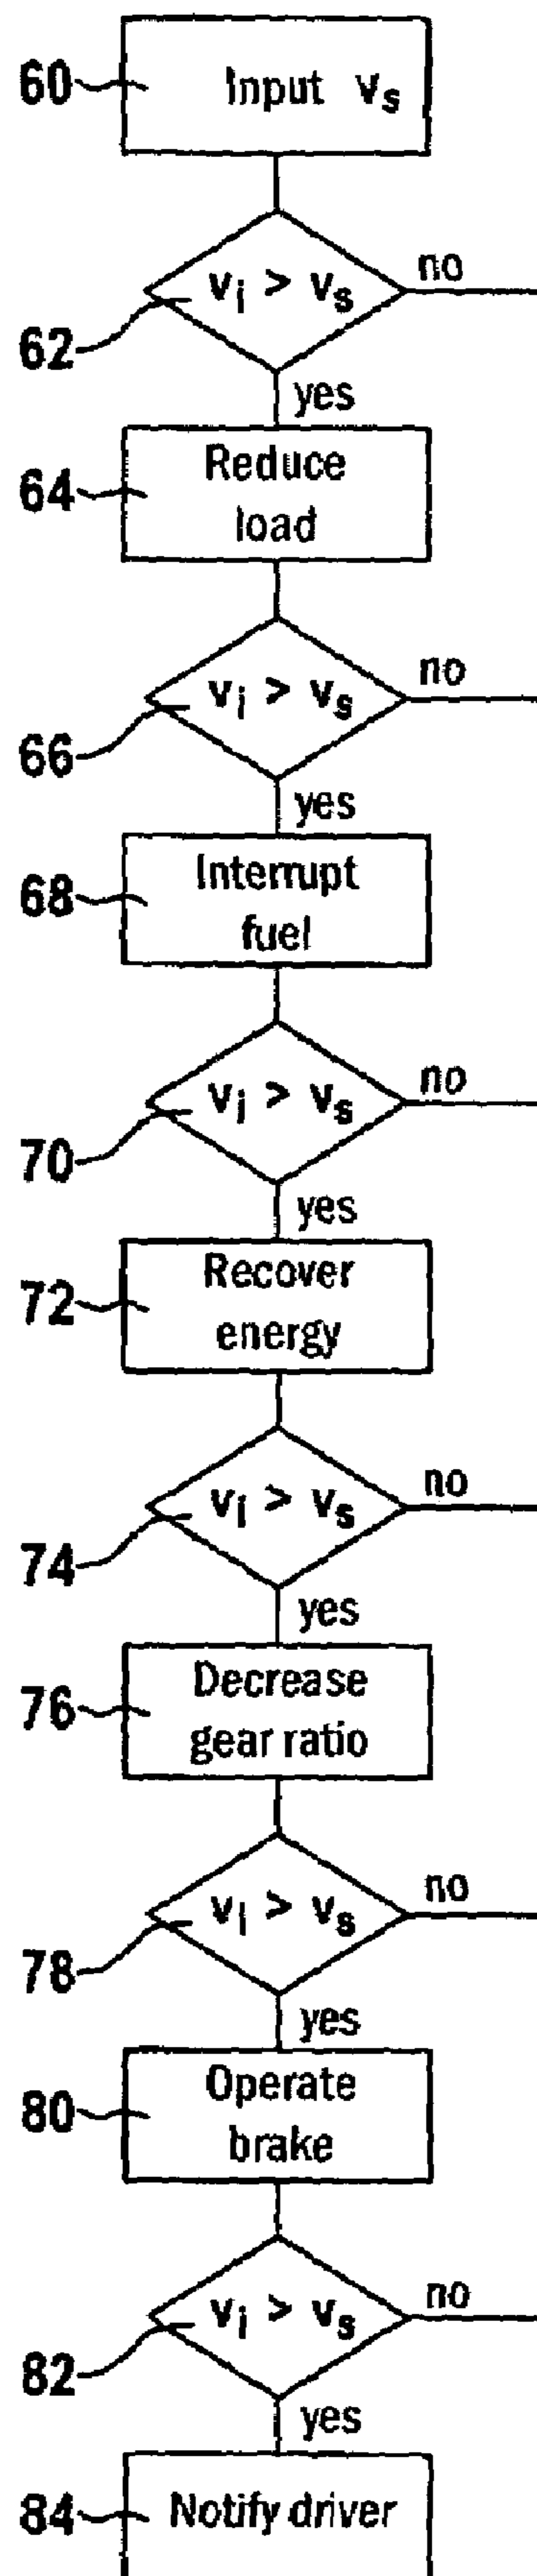 60 Input vs
62 vi > vs no
yes
64 Reduce
load
66 vi > vs no
yes
68 Interrupt
fuel
70 vi > vs no
yes
72 Recover
energy
74 vi > vs no
yes
76 Decrease
gear ratio
78 vi > vs no
yes
80 Operate
brake
82 vi > vs no
yes
84 Notify driver